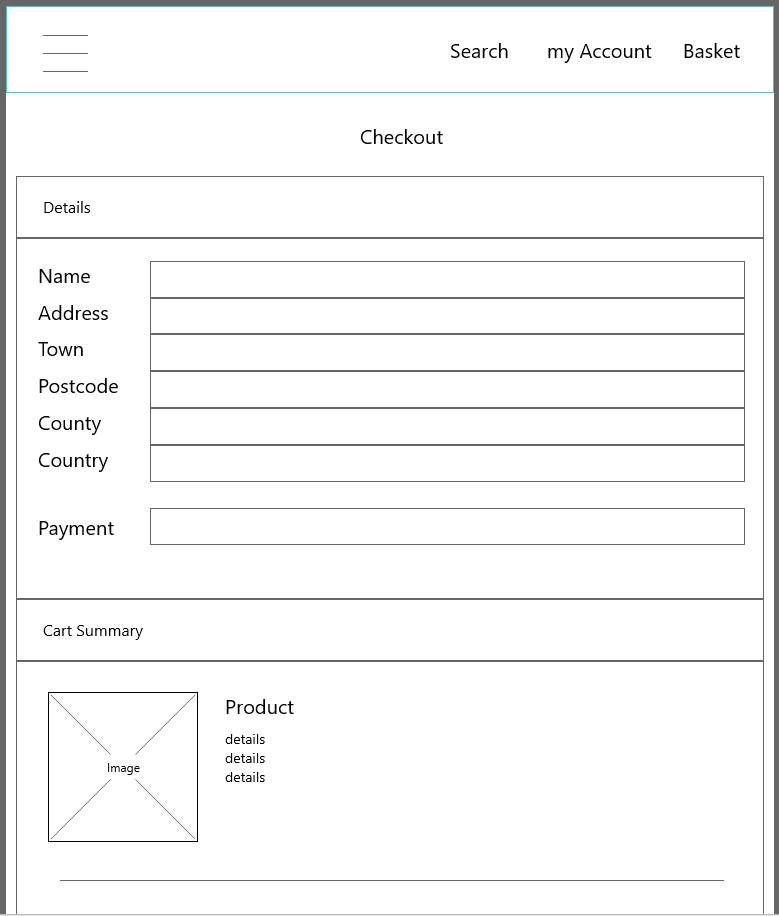 Search my Account Basket
Checkout
Details
Name
Address
Town
Postcode
County
Country
Payment
Cart Summary
Image
Product
details
details
details